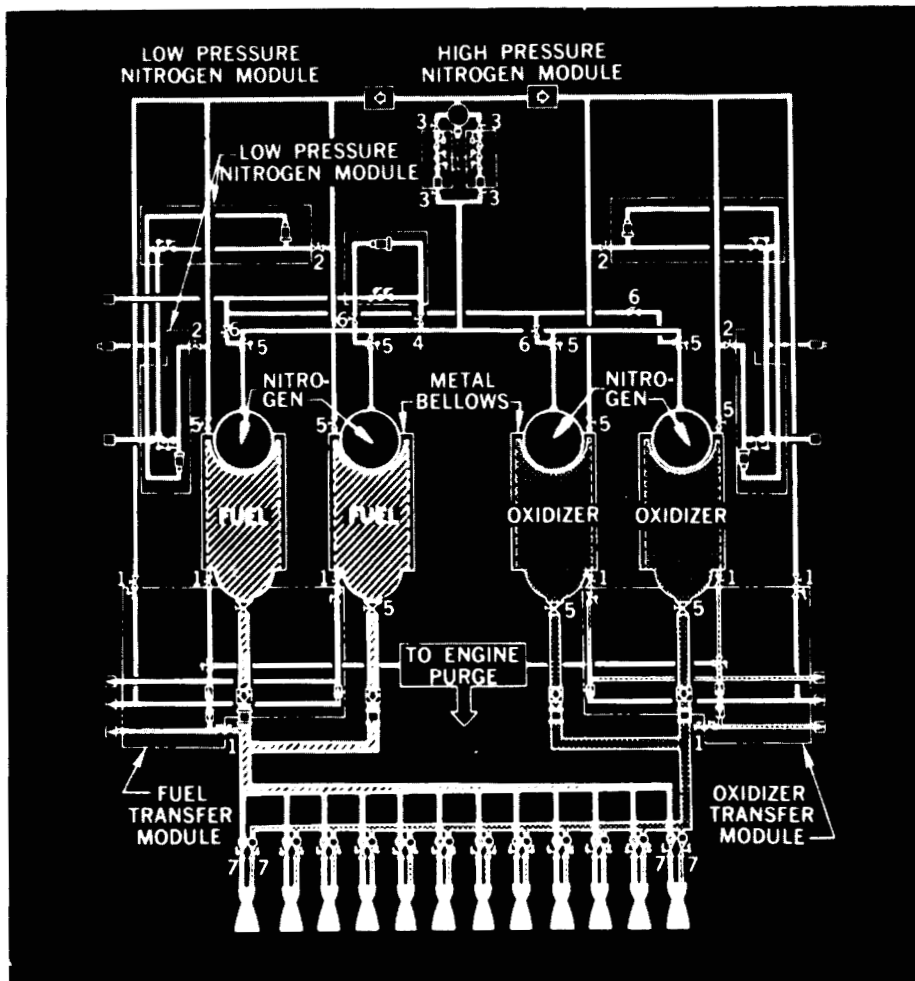 LOW PRESSURE
NITROGEN MODULE
HIGH PRESSURE
NITROGEN MODULE
3
3
LOW PRESSURE
NITROGEN MODULE
3
3
2
2
6
6
5
6
5
4
6
5
5
2
2
NITRO-
GEN
METAL
BELLOWS
NITRO-
GEN
5
5
5
5
FUEL
FUEL
OXIDIZER
OXIDIZER
1
1
1
1
1
1
5
5
5
TO ENGINE
PURGE
1
1
FUEL
TRANSFER
MODULE
OXIDIZER
TRANSFER
MODULE
7
7
7
7